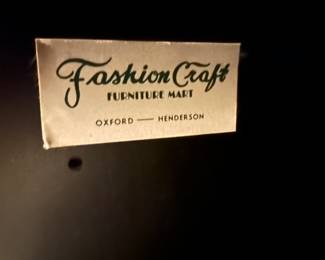 Fashion Craft
FURNITURE MART
OXFORD — HENDERSON